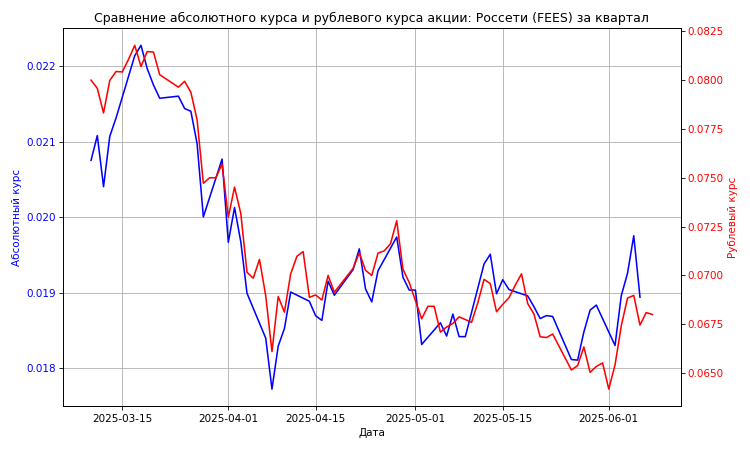 Сравнение абсолютного курса и рублевого курса акции: Россети (FEES) за квартал
Абсолютный курс
0.022
0.021
0.020
0.019
0.018
0.0825
0.0800
0.0775
0.0750
0.0725
0.0700
0.0675
0.0650
Рублевый курс
2025-03-15 2025-04-01 2025-04-15 2025-05-01 2025-05-15 2025-06-01
Дата